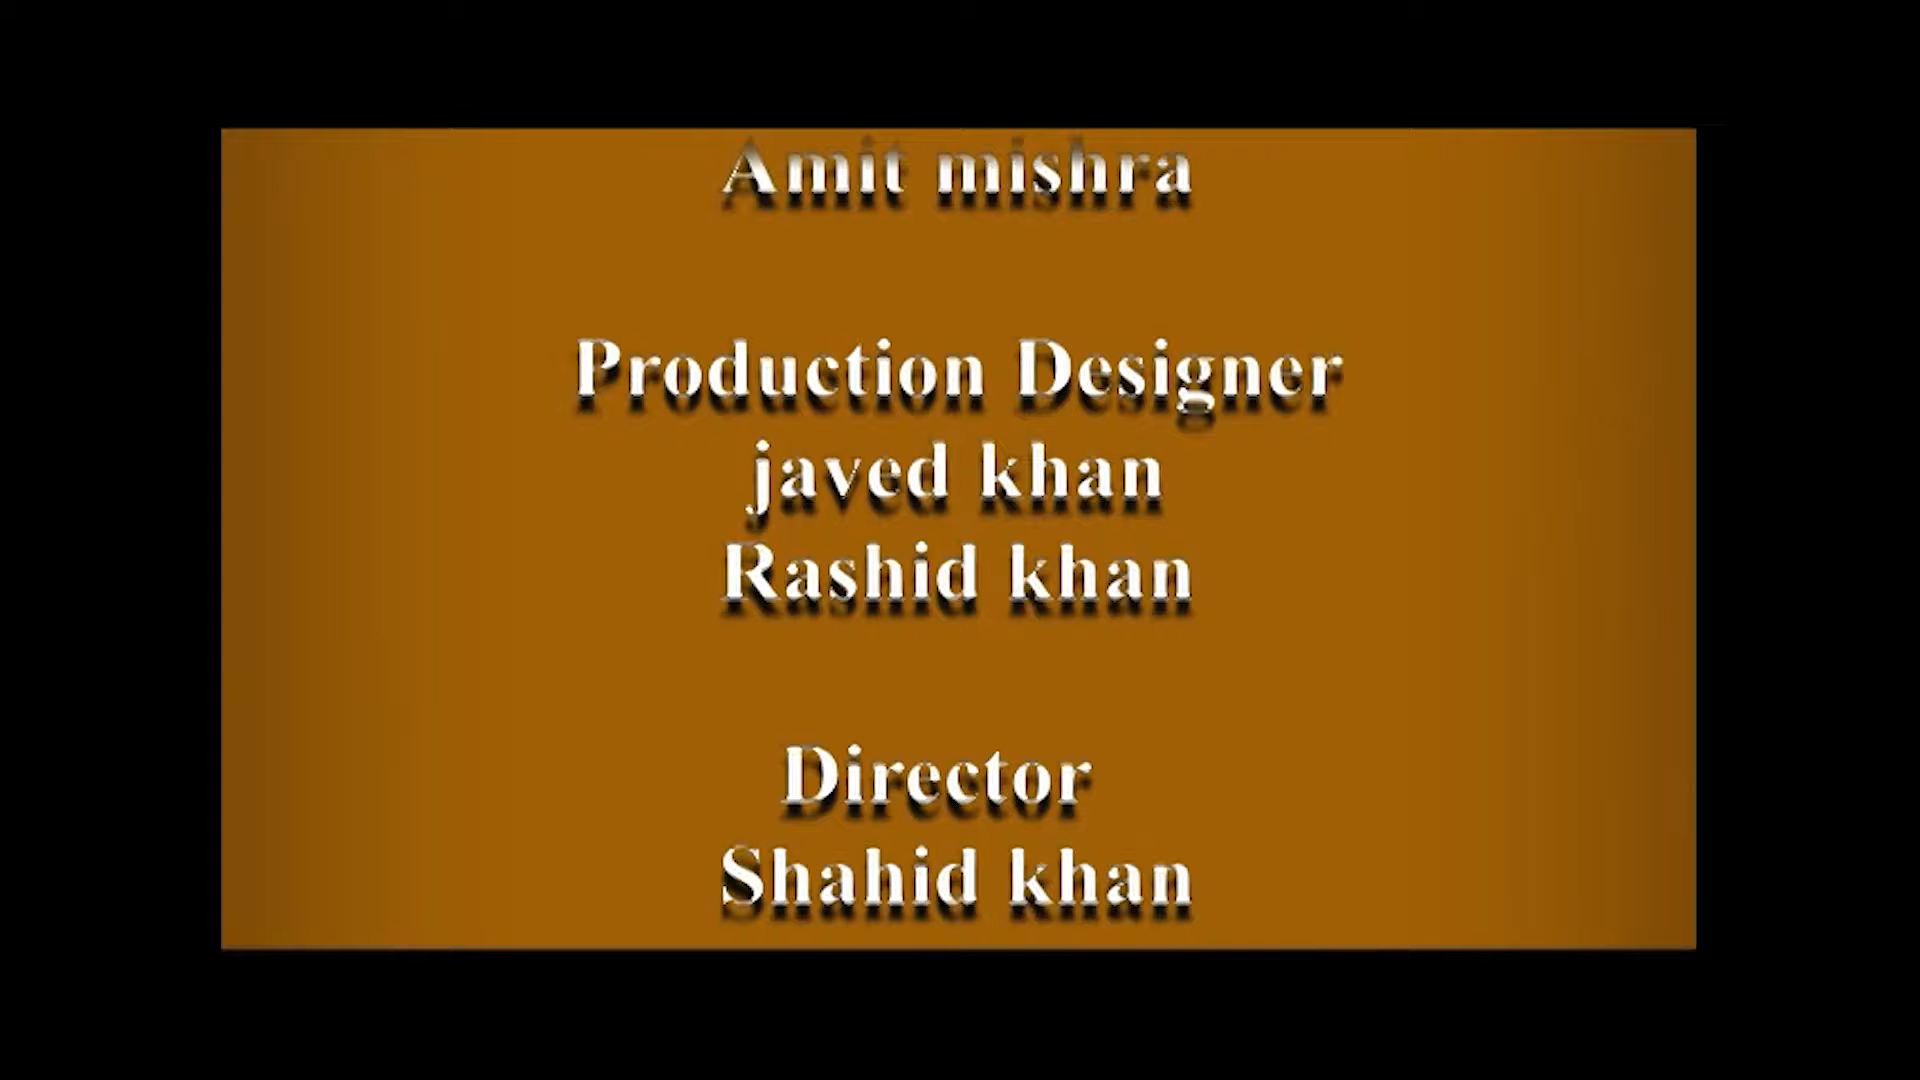 Amit mishra
Production Designer
javed khan
Rashid khan
Director
Shahid khan